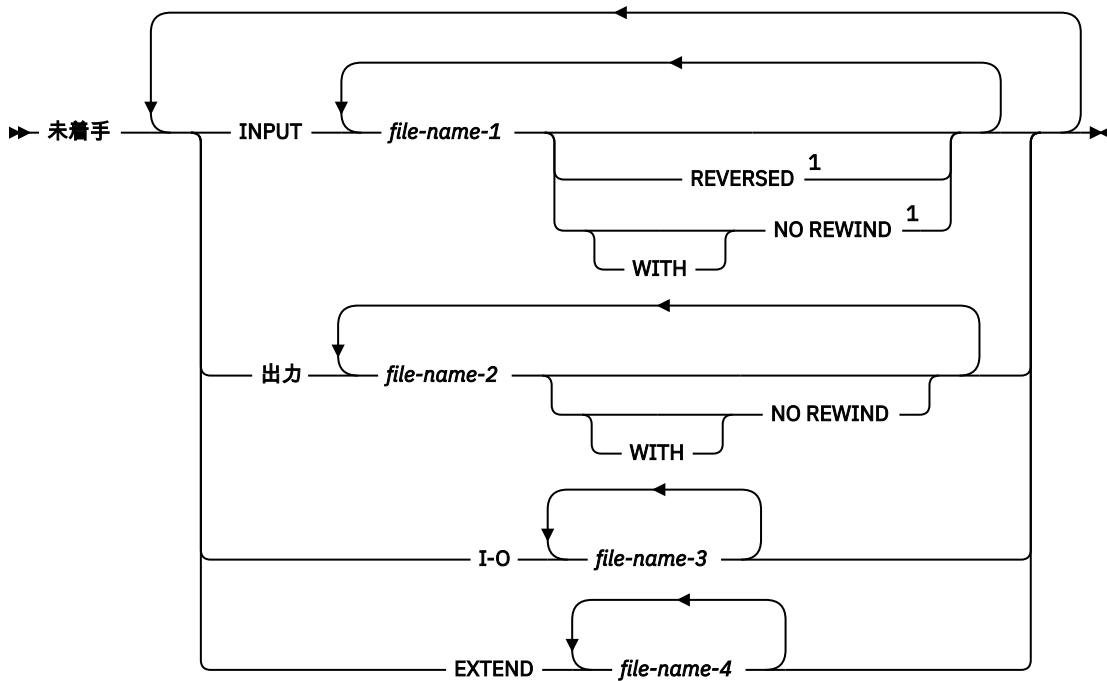 未着手 INPUT file-name-1
REVERSED 1
NO REWIND 1
WITH
出力 file-name-2
NO REWIND
WITH
I-O file-name-3
EXTEND file-name-4